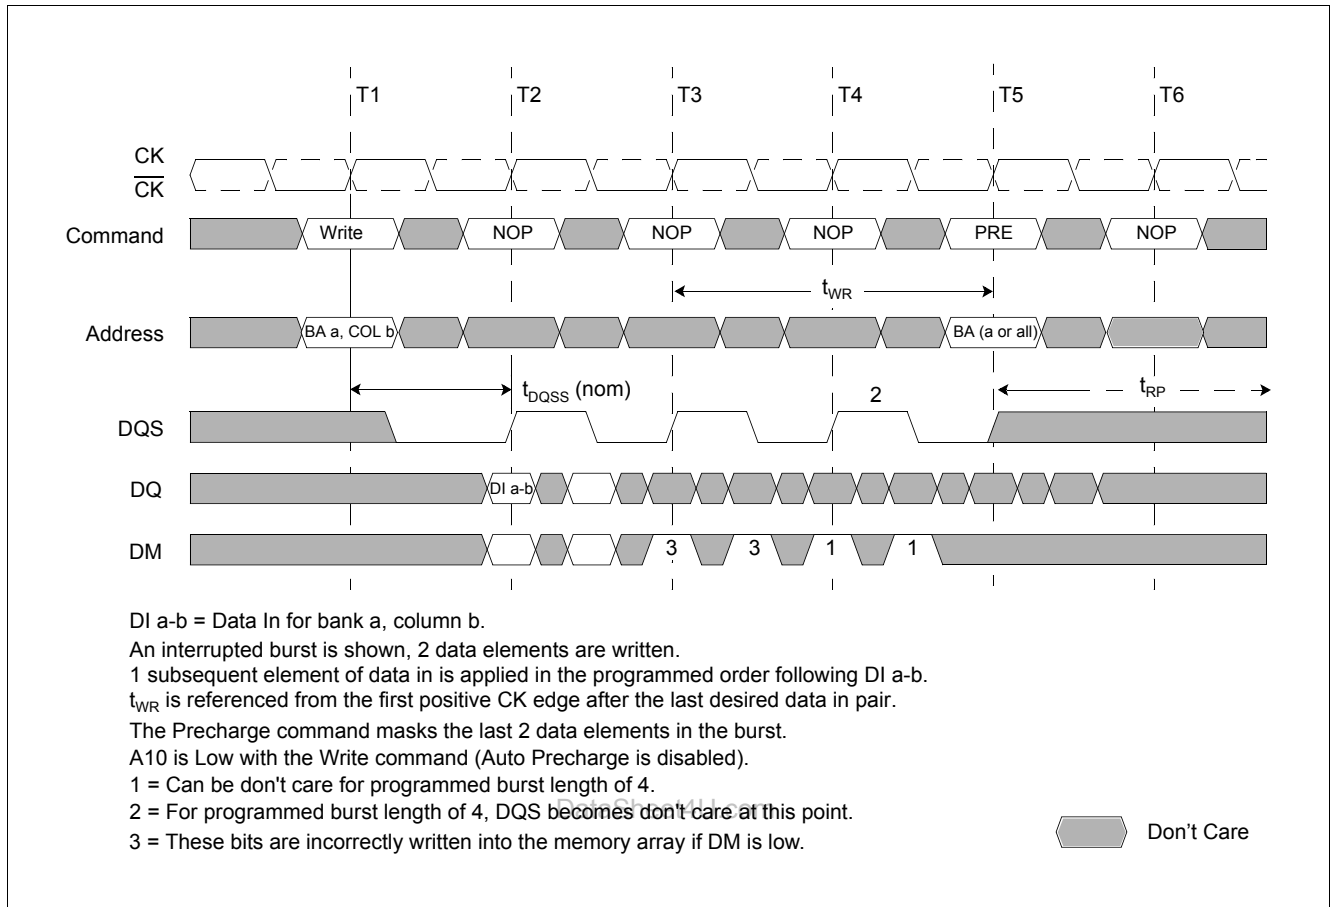 T1 T2 T3 T4 T5 T6
CK
CK
Command Write NOP NOP NOP PRE NOP
tWR
Address BA a, COL b BA (a or all)
tDQSS (nom) 2 tRP
DQS
DQ DI a-b
DM 3 3 1 1
DI a-b = Data In for bank a, column b.
An interrupted burst is shown, 2 data elements are written.
1 subsequent element of data in is applied in the programmed order following DI a-b.
tWR is referenced from the first positive CK edge after the last desired data in pair.
The Precharge command masks the last 2 data elements in the burst.
A10 is Low with the Write command (Auto Precharge is disabled).
1 = Can be don't care for programmed burst length of 4.
DataSheet4U.com
2 = For programmed burst length of 4, DQS becomes don't care at this point.
3 = These bits are incorrectly written into the memory array if DM is low.
Don't Care